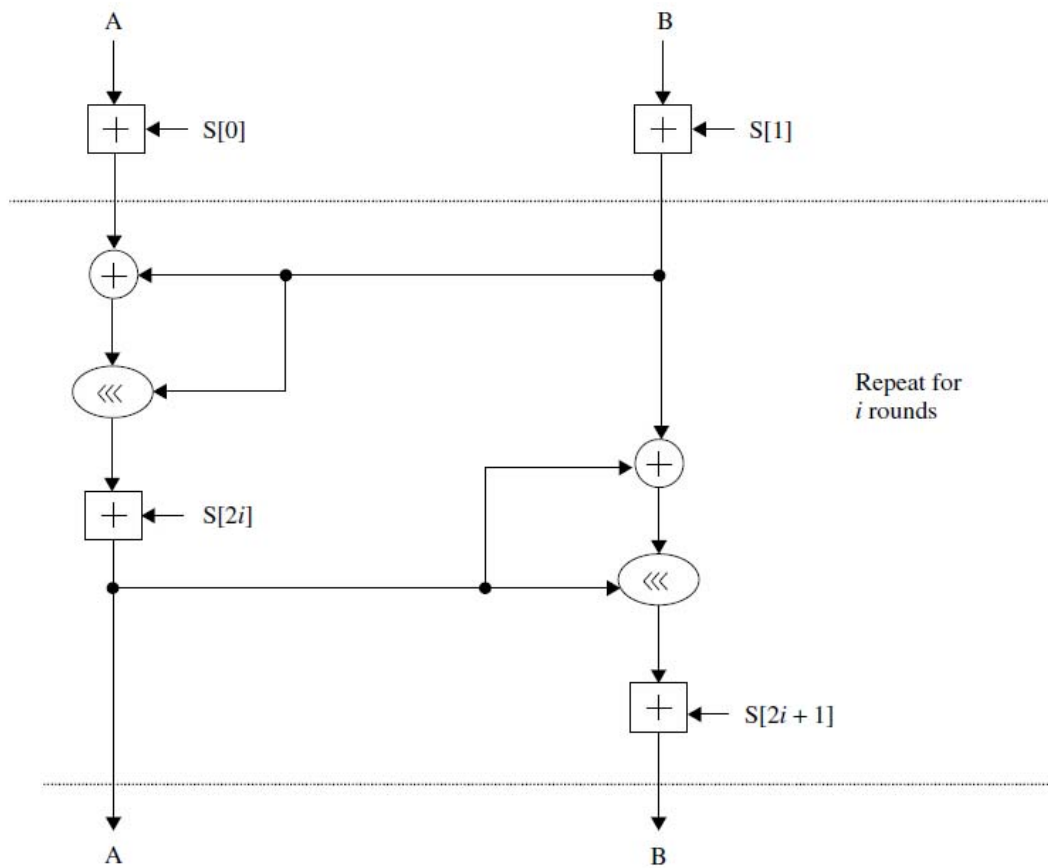 A
B
+
S[0]
+
S[1]
+
<<<
Repeat for
i rounds
+
+
S[2i]
<<<
+
S[2i + 1]
A
B